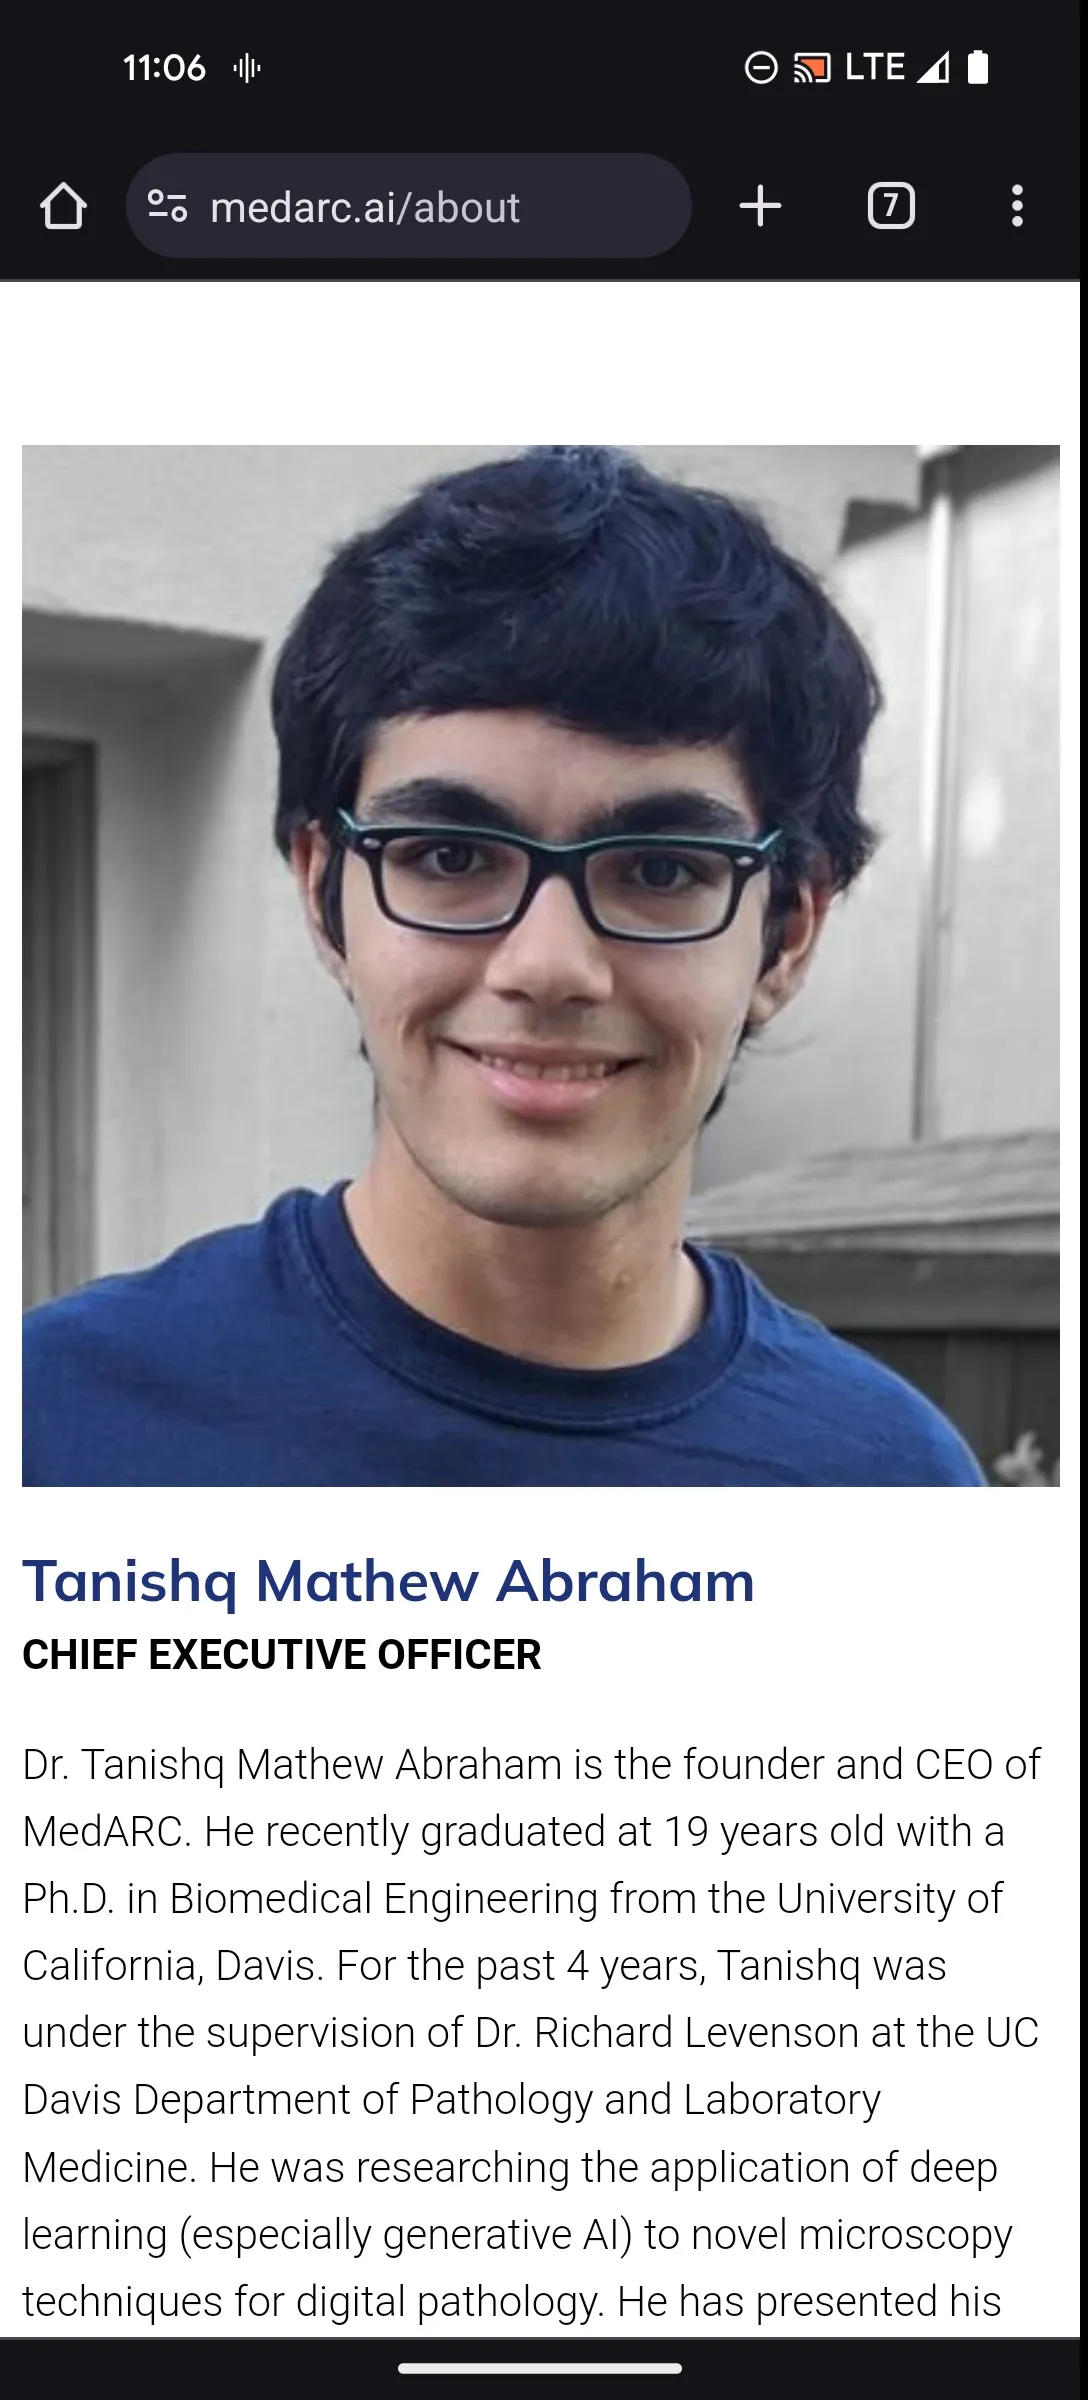 11:06
LTE
medarc.ai/about
7
Tanishq Mathew Abraham
CHIEF EXECUTIVE OFFICER
Dr. Tanishq Mathew Abraham is the founder and CEO of
MedARC. He recently graduated at 19 years old with a
Ph.D. in Biomedical Engineering from the University of
California, Davis. For the past 4 years, Tanishq was
under the supervision of Dr. Richard Levenson at the UC
Davis Department of Pathology and Laboratory
Medicine. He was researching the application of deep
learning (especially generative AI) to novel microscopy
techniques for digital pathology. He has presented his